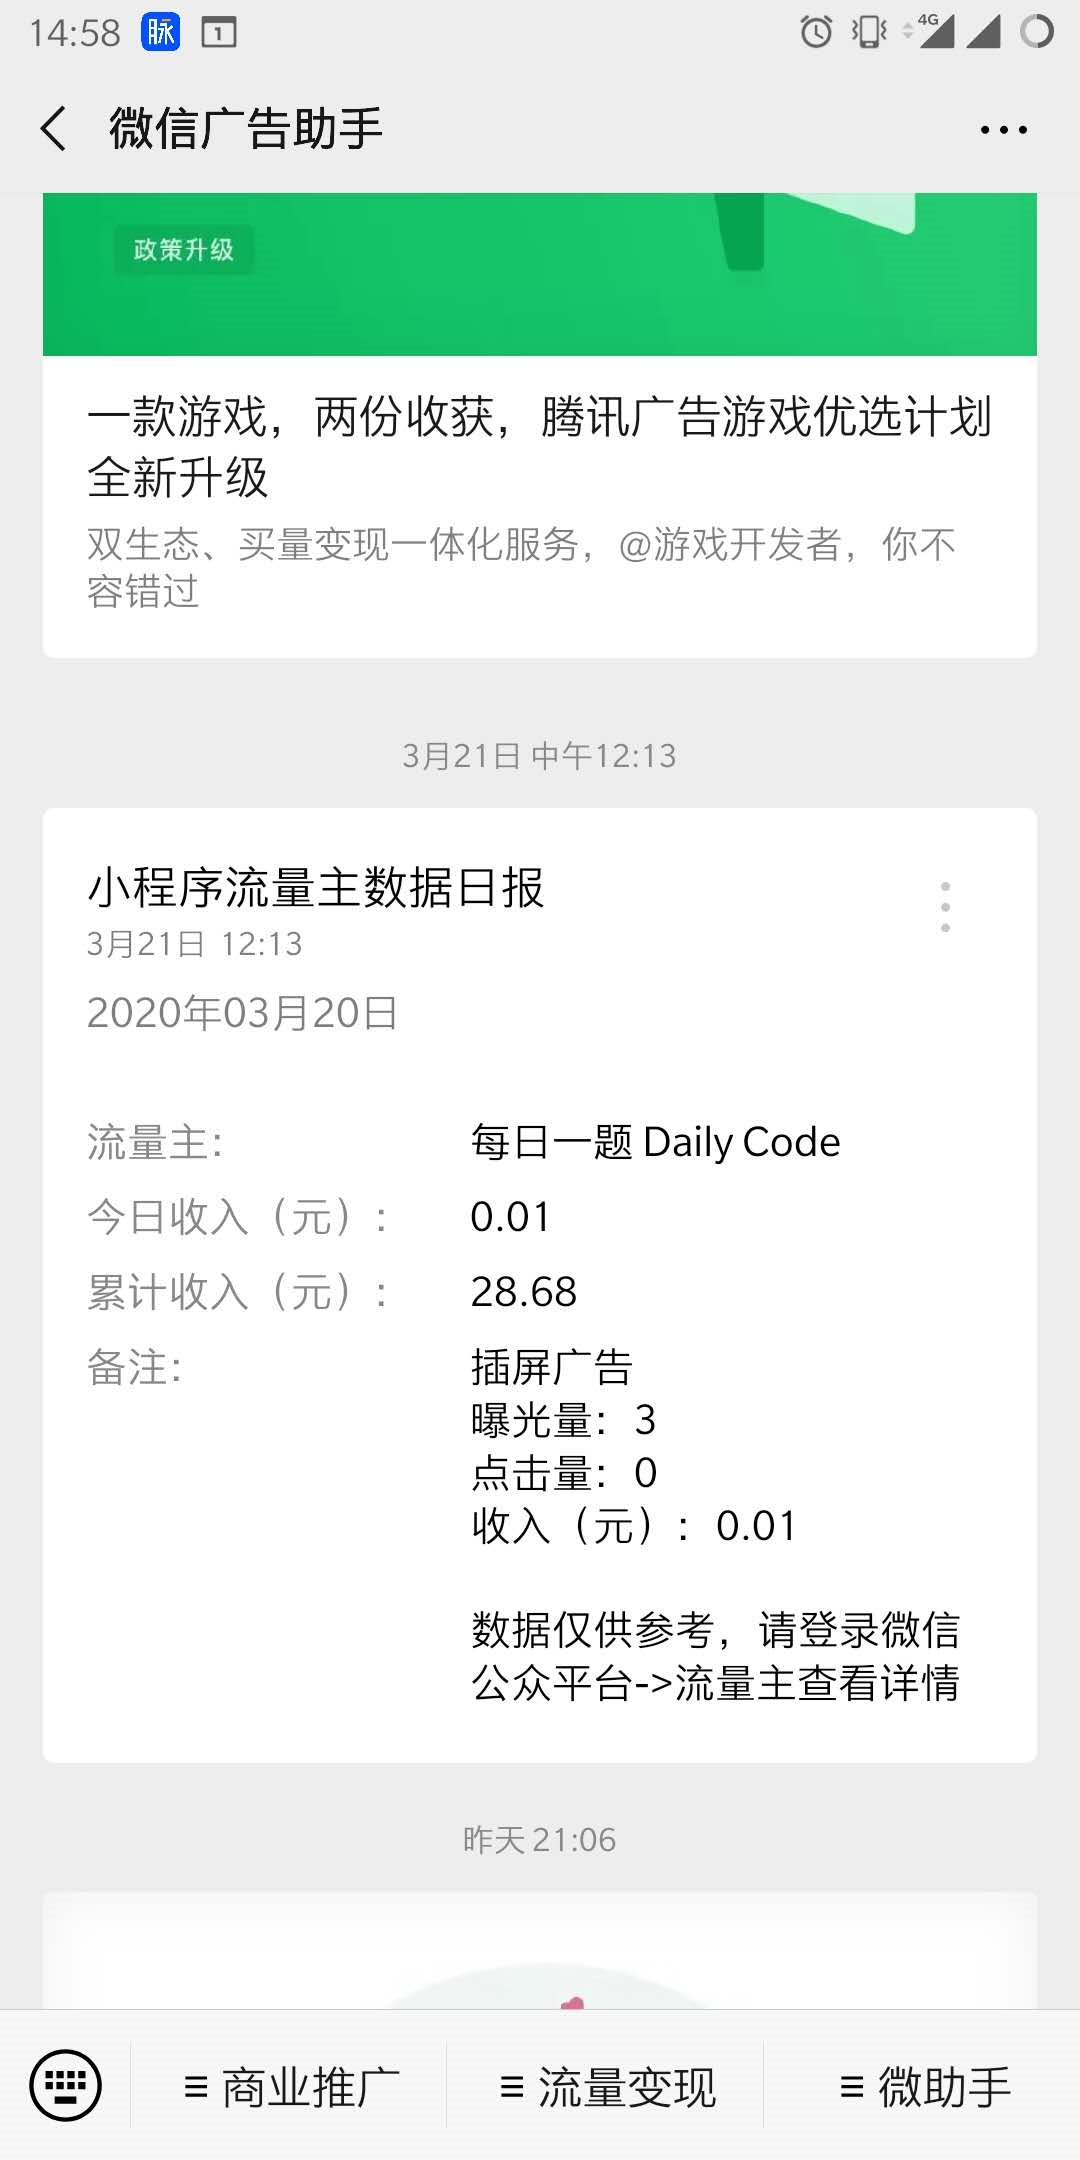 14:58 脉 1 4G
微信广告助手
政策升级
一款游戏，两份收获，腾讯广告游戏优选计划
全新升级
双生态、买量变现一体化服务，@游戏开发者，你不
容错过
3月21日 中午12:13
小程序流量主数据日报
3月21日 12:13
2020年03月20日
流量主: 每日一题 Daily Code
今日收入（元）: 0.01
累计收入（元）: 28.68
备注: 插屏广告
曝光量：3
点击量：0
收入（元）：0.01
数据仅供参考，请登录微信
公众平台->流量主查看详情
昨天 21:06
商业推广 流量变现 微助手